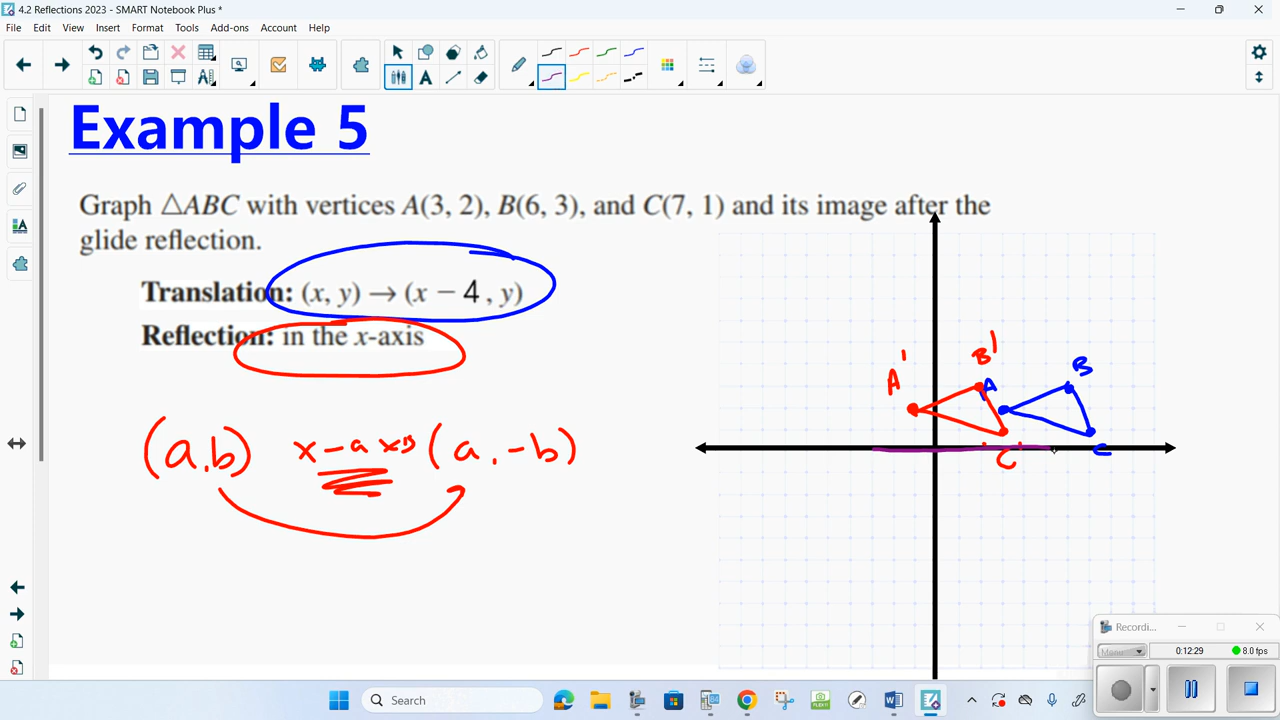 4.2 Reflections 2023 - SMART Notebook Plus *
File Edit View Insert Format Tools Add-ons Account Help
Example 5
Graph △ABC with vertices A(3, 2), B(6, 3), and C(7, 1) and its image after the
glide reflection.
Translation: (x, y) → (x − 4 , y)
Reflection: in the x-axis
B'
A'
A
B
(a,b) x-axis (a,-b)
C'
C
Recordi...
Menu 0:12:29 8.0 fps
Search